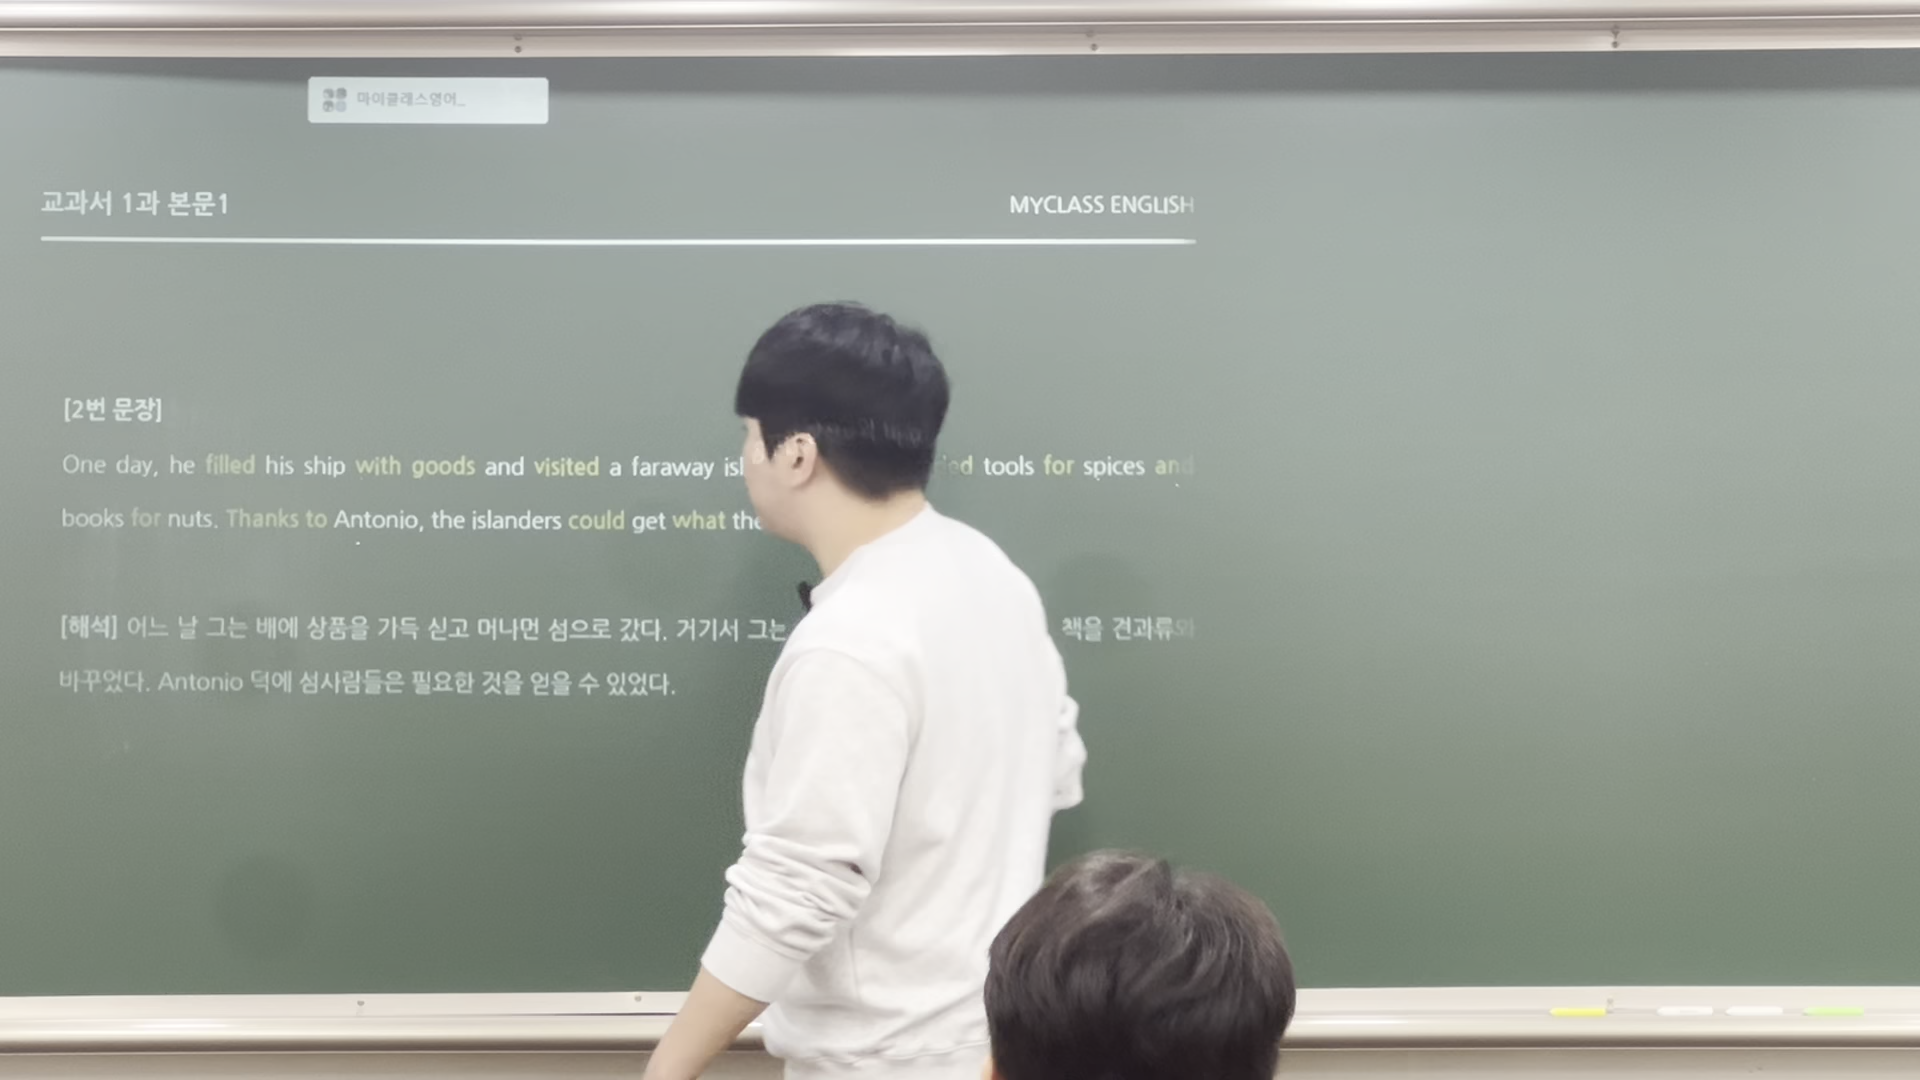 마이클래스영어_
교과서 1과 본문1
MYCLASS ENGLISH
[2번 문장]
One day, he filled his ship with goods and visited a faraway tools for spices and
books for nuts. Thanks to Antonio, the islanders could get what
[해석] 어느 날 그는 배에 상품을 가득 싣고 머나먼 섬으로 갔다. 거기서 그는 책을 견과류와
바꾸었다. Antonio 덕에 섬사람들은 필요한 것을 얻을 수 있었다.